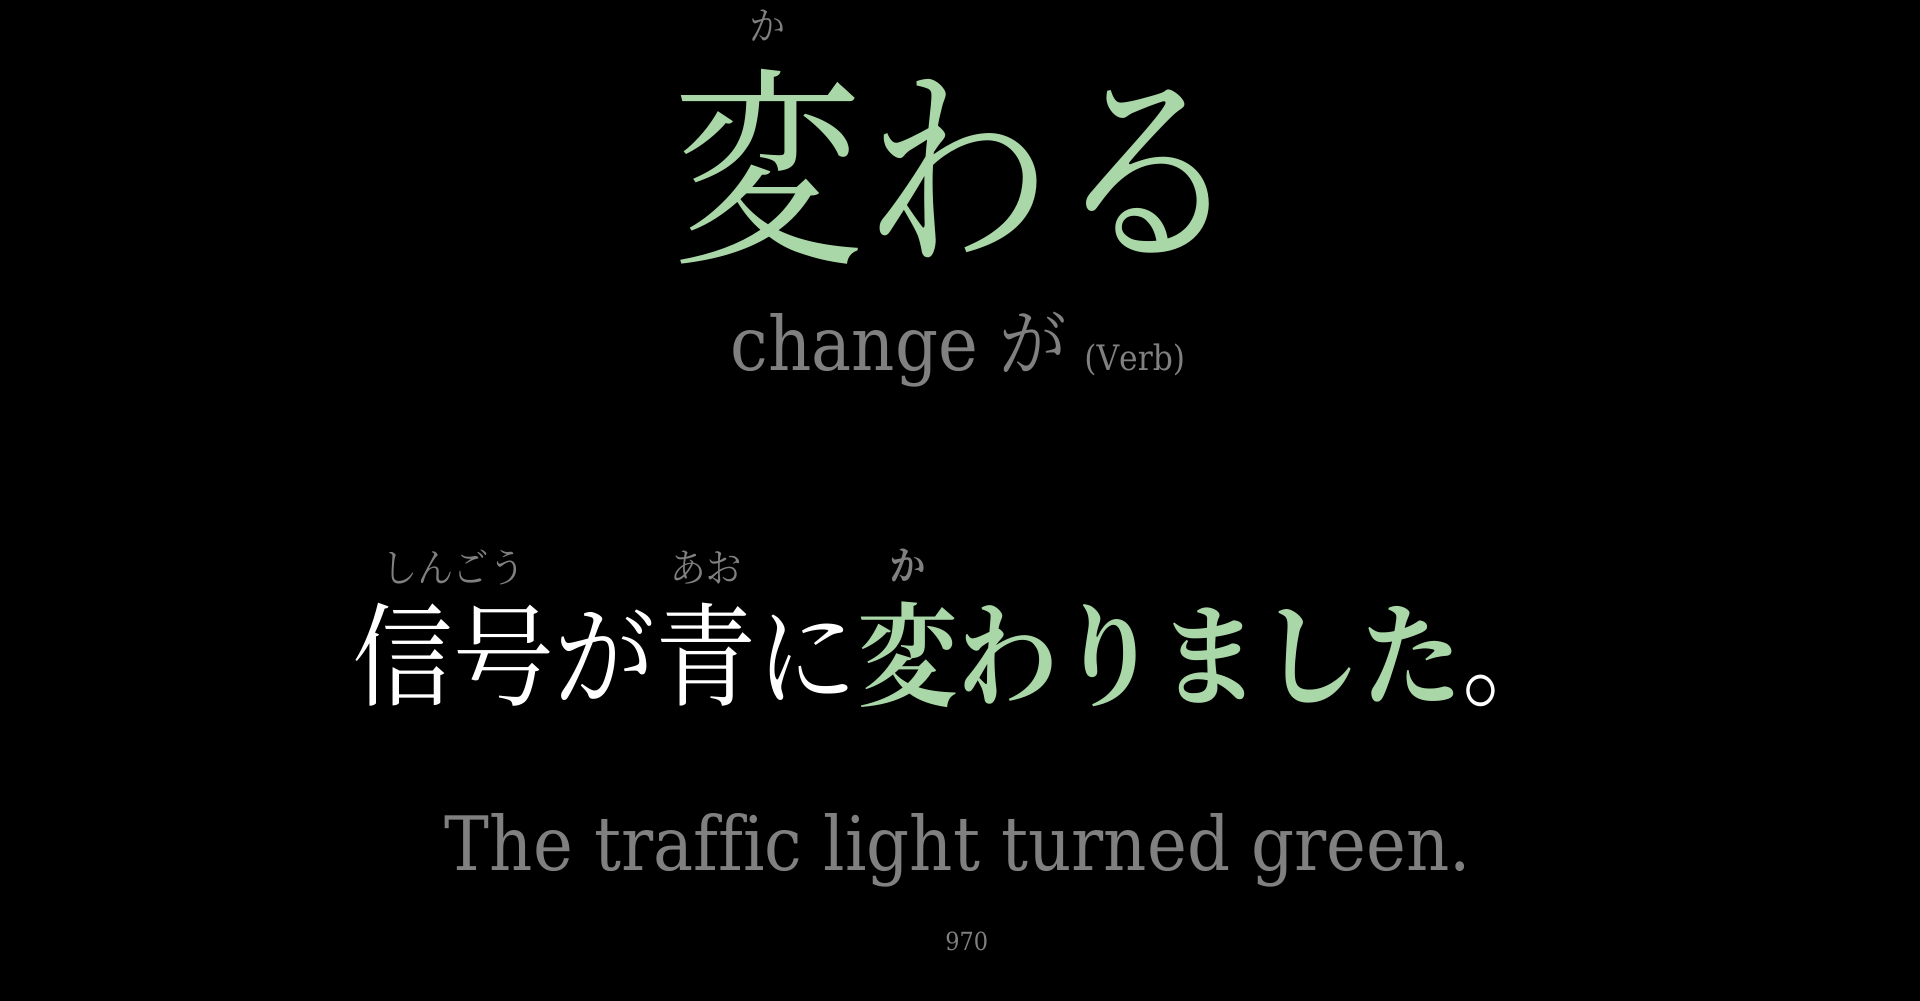 か
変わる
change が (Verb)
しんごう あお か
信号が青に変わりました。
The traffic light turned green.
970